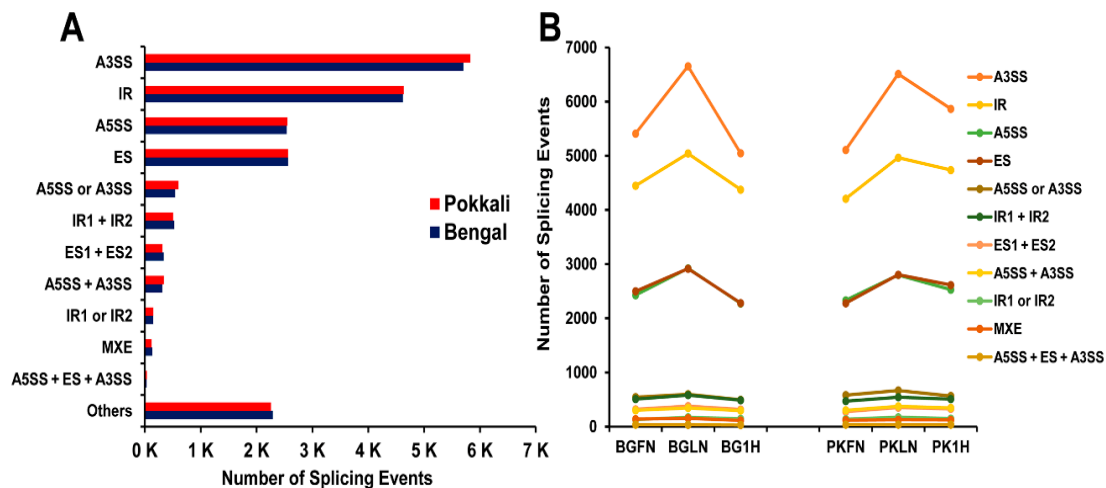 A
A3SS
IR
A5SS
ES
A5SS or A3SS
IR1 + IR2
ES1 + ES2
A5SS + A3SS
IR1 or IR2
MXE
A5SS + ES + A3SS
Others
0 K 1 K 2 K 3 K 4 K 5 K 6 K 7 K
Number of Splicing Events
Pokkali
Bengal
B
Number of Splicing Events
7000
6000
5000
4000
3000
2000
1000
0
BGFN BGLN BG1H PKFN PKLN PK1H
A3SS
IR
A5SS
ES
A5SS or A3SS
IR1 + IR2
ES1 + ES2
A5SS + A3SS
IR1 or IR2
MXE
A5SS + ES + A3SS